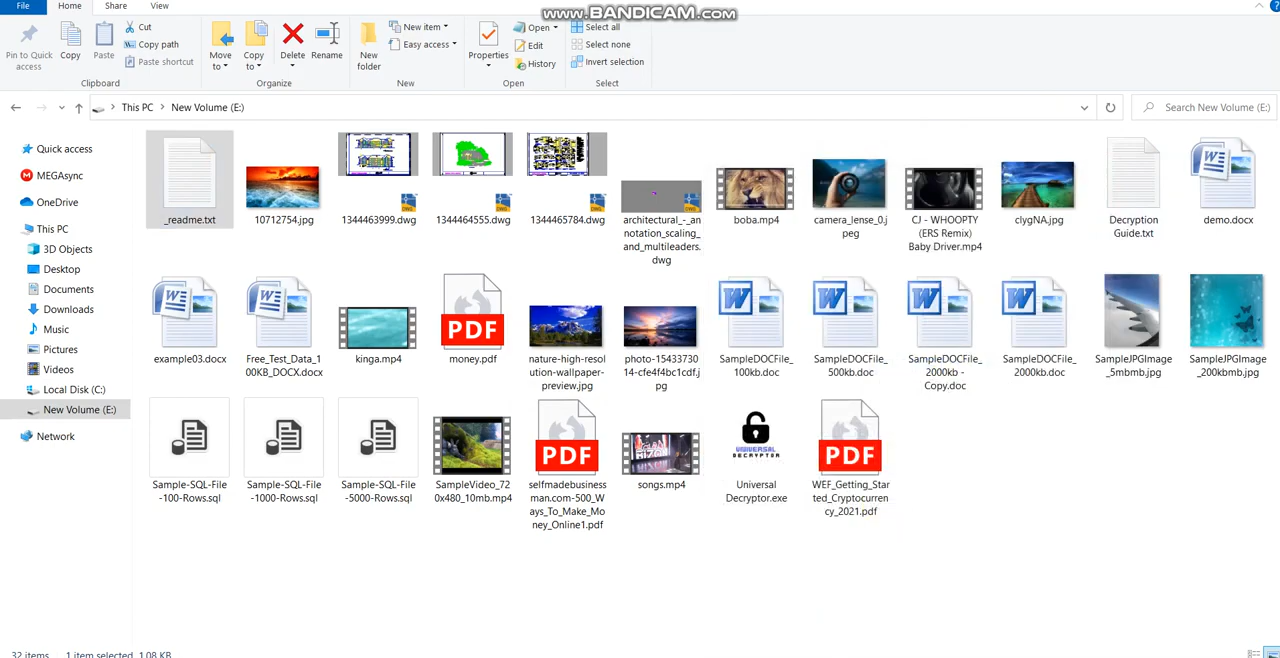 www.BANDICAM.com
File Home Share View
Pin to Quick access
Copy
Paste
Cut
Copy path
Paste shortcut
Clipboard
Move to
Copy to
Delete
Rename
Organize
New folder
New item
Easy access
New
Properties
Open
Edit
History
Open
Select all
Select none
Invert selection
Select
This PC > New Volume (E:)
Search New Volume (E:)
Quick access
MEGAsync
OneDrive
This PC
3D Objects
Desktop
Documents
Downloads
Music
Pictures
Videos
Local Disk (C:)
New Volume (E:)
Network
_readme.txt
10712754.jpg
1344463999.dwg
1344464555.dwg
1344465784.dwg
architectural_-_an
notation_scaling_
and_multileaders.
dwg
boba.mp4
camera_lense_0.j
peg
CJ - WHOOPTY
(ERS Remix)
Baby Driver.mp4
clygNA.jpg
Decryption
Guide.txt
demo.docx
example03.docx
Free_Test_Data_1
00KB_DOCX.docx
kinga.mp4
PDF
money.pdf
nature-high-resol
ution-wallpaper-
preview.jpg
photo-15433730
14-cfe4f4bc1cdf.j
pg
SampleDOCFile_
100kb.doc
SampleDOCFile_
500kb.doc
SampleDOCFile_
2000kb -
Copy.doc
SampleDOCFile_
2000kb.doc
SampleJPGImage
_5mbmb.jpg
SampleJPGImage
_200kbmb.jpg
Sample-SQL-File
-100-Rows.sql
Sample-SQL-File
-1000-Rows.sql
Sample-SQL-File
-5000-Rows.sql
SampleVideo_72
0x480_10mb.mp4
PDF
selfmadebusiness
man.com-500_W
ays_To_Make_Mo
ney_Online1.pdf
songs.mp4
UNIVERSAL
DECRYPTOR
Universal
Decryptor.exe
PDF
WEF_Getting_Star
ted_Cryptocurren
cy_2021.pdf
32 items 1 item selected 1.08 KB